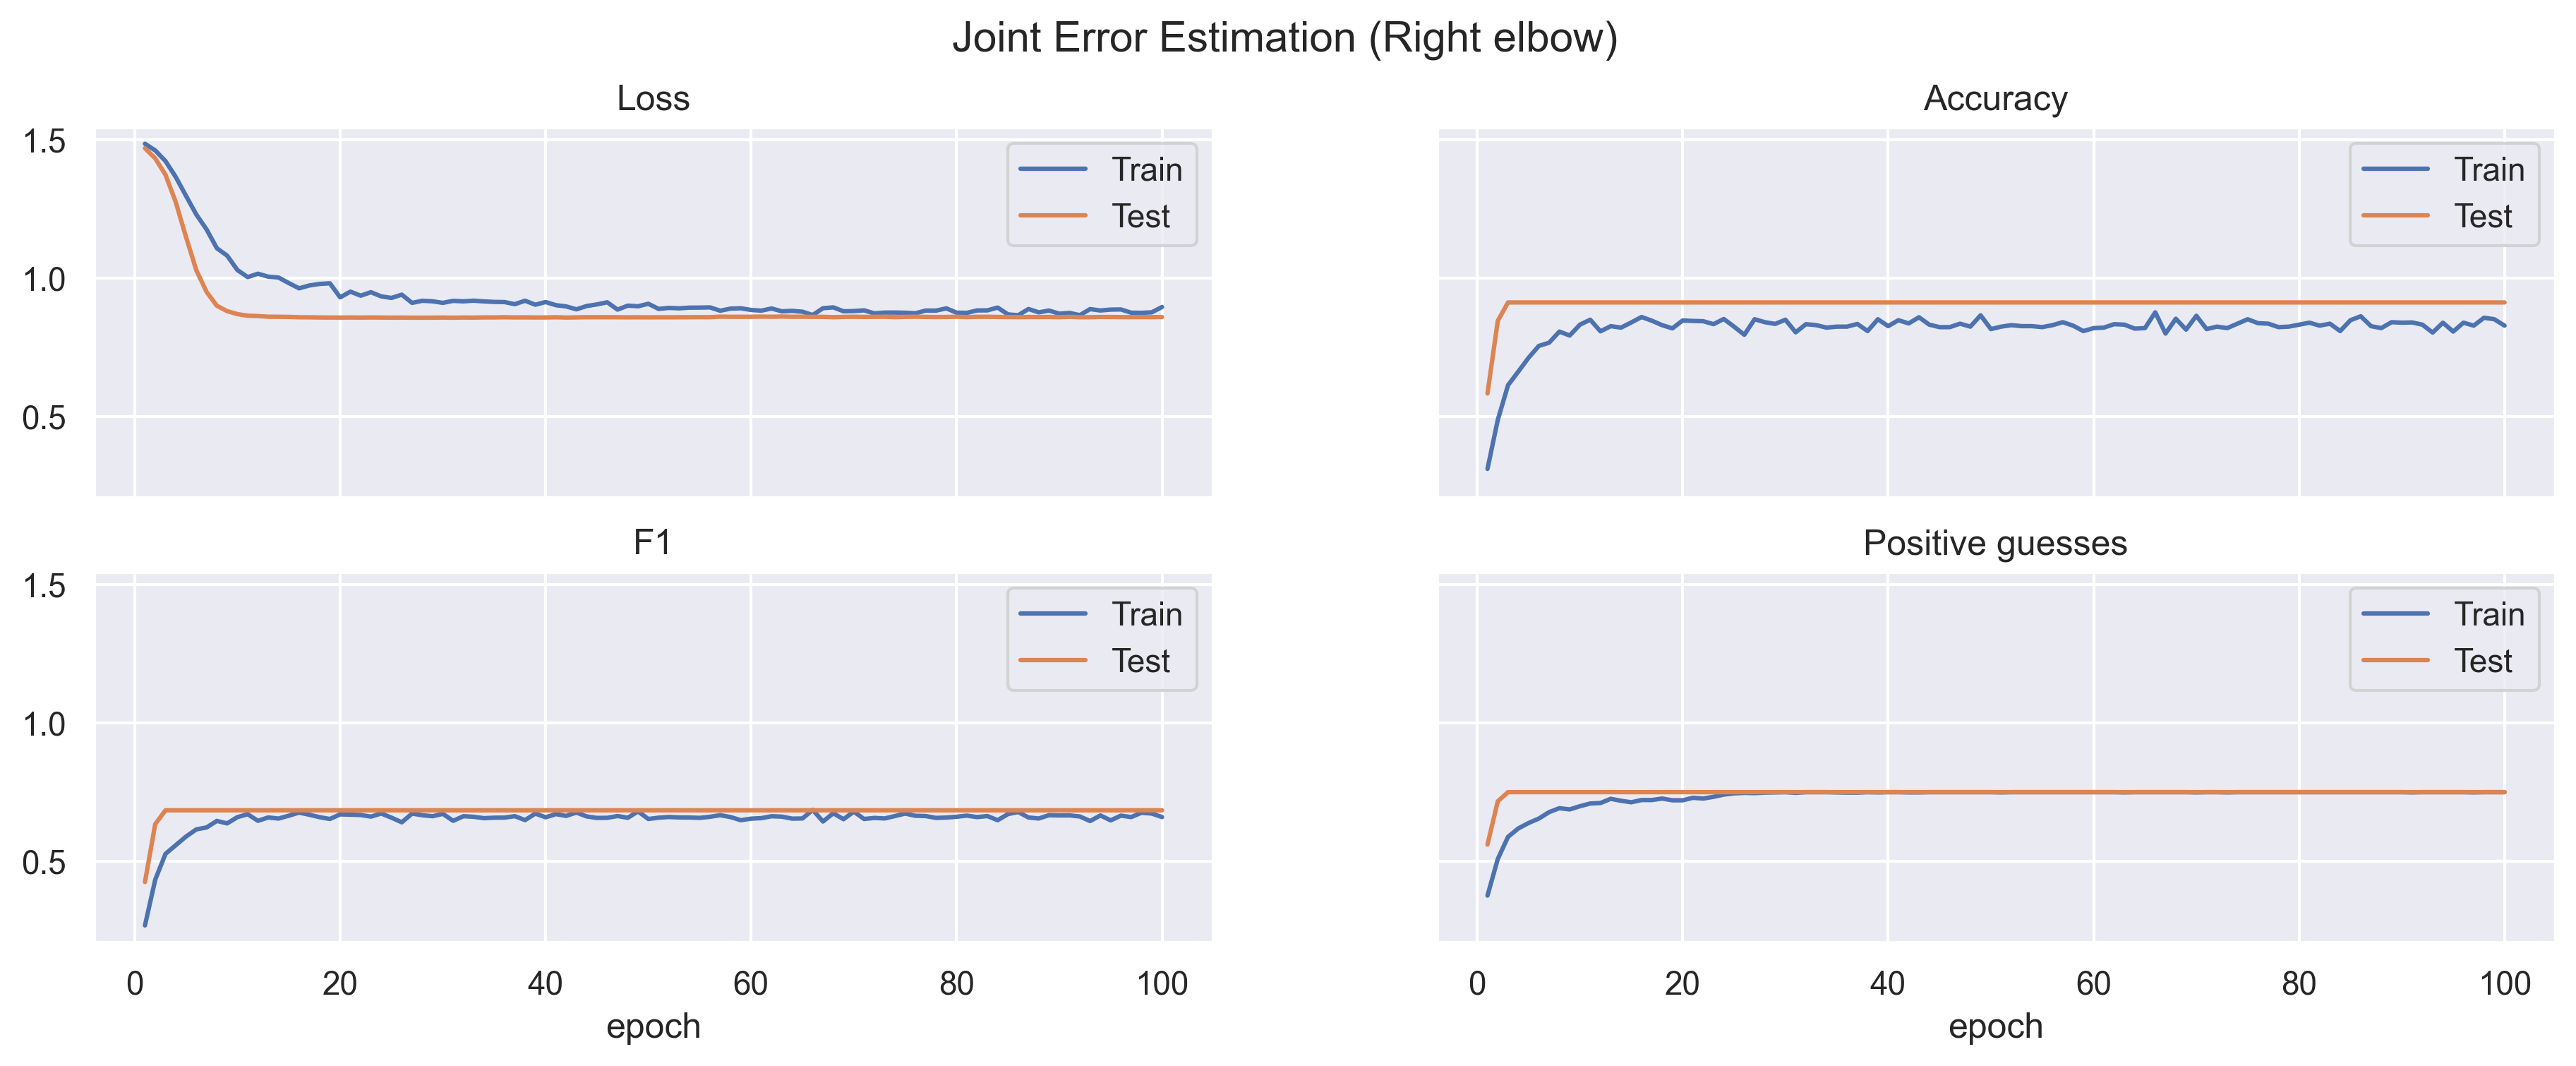 Joint Error Estimation (Right elbow)
Loss
1.5
1.0
0.5
Train
Test
Accuracy
Train
Test
F1
1.5
1.0
0.5
Train
Test
0 20 40 60 80 100
epoch
Positive guesses
Train
Test
0 20 40 60 80 100
epoch